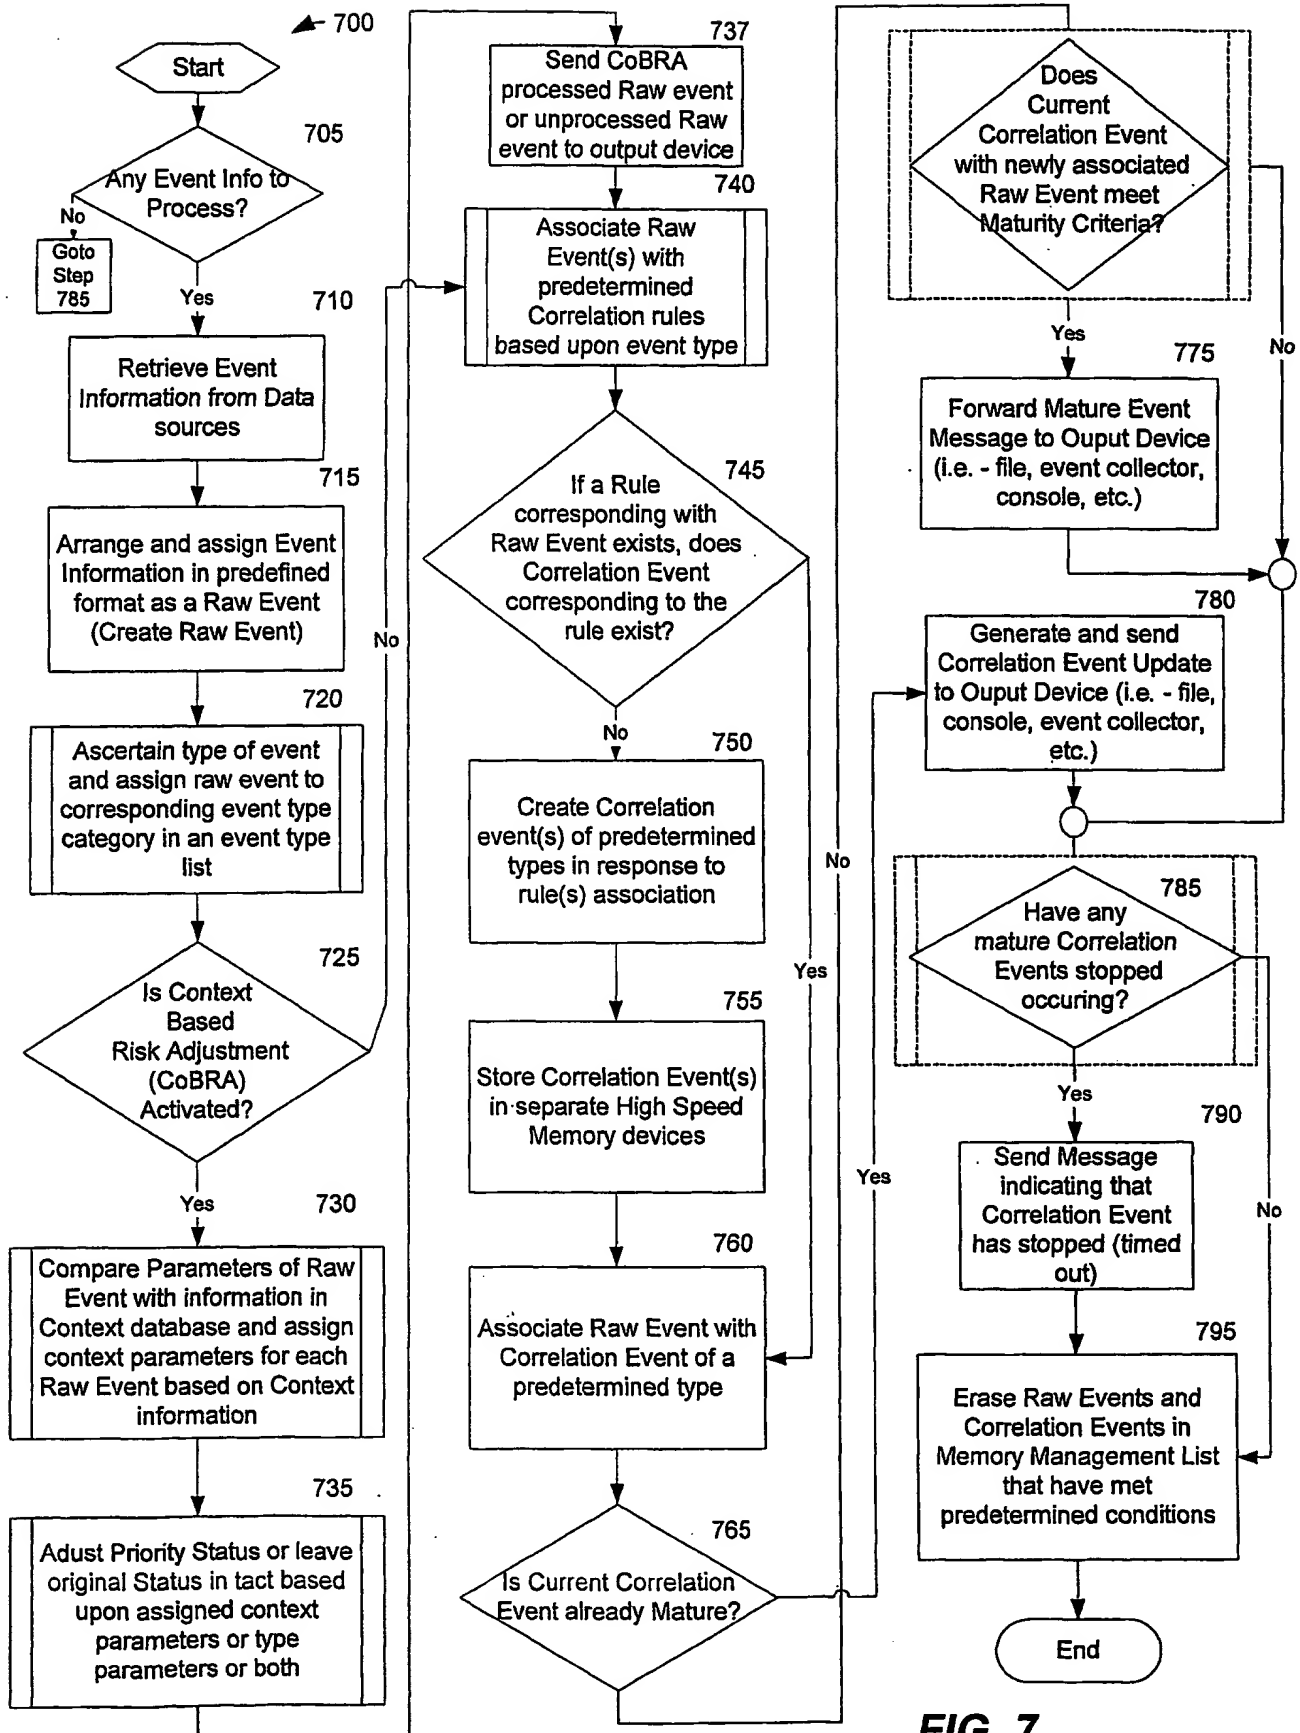 700
Start
705
Any Event Info to
Process?
No
Goto
Step
785
Yes
710
Retrieve Event
Information from Data
sources
715
Arrange and assign Event
Information in predefined
format as a Raw Event
(Create Raw Event)
720
Ascertain type of event
and assign raw event to
corresponding event type
category in an event type
list
725
Is Context
Based
Risk Adjustment
(CoBRA)
Activated?
No
Yes
730
Compare Parameters of Raw
Event with information in
Context database and assign
context parameters for each
Raw Event based on Context
information
735
Adust Priority Status or leave
original Status in tact based
upon assigned context
parameters or type
parameters or both
737
Send CoBRA
processed Raw event
or unprocessed Raw
event to output device
740
Associate Raw
Event(s) with
predetermined
Correlation rules
based upon event type
745
If a Rule
corresponding with
Raw Event exists, does
Correlation Event
corresponding to the
rule exist?
No
Yes
750
Create Correlation
event(s) of predetermined
types in response to
rule(s) association
755
Store Correlation Event(s)
in separate High Speed
Memory devices
760
Associate Raw Event with
Correlation Event of a
predetermined type
765
Is Current Correlation
Event already Mature?
Yes
No
Does
Current
Correlation Event
with newly associated
Raw Event meet
Maturity Criteria?
Yes
No
775
Forward Mature Event
Message to Ouput Device
(i.e. - file, event collector,
console, etc.)
780
Generate and send
Correlation Event Update
to Ouput Device (i.e. - file,
console, event collector,
etc.)
785
Have any
mature Correlation
Events stopped
occuring?
Yes
No
790
Send Message
indicating that
Correlation Event
has stopped (timed
out)
795
Erase Raw Events and
Correlation Events in
Memory Management List
that have met
predetermined conditions
End
FIG. 7